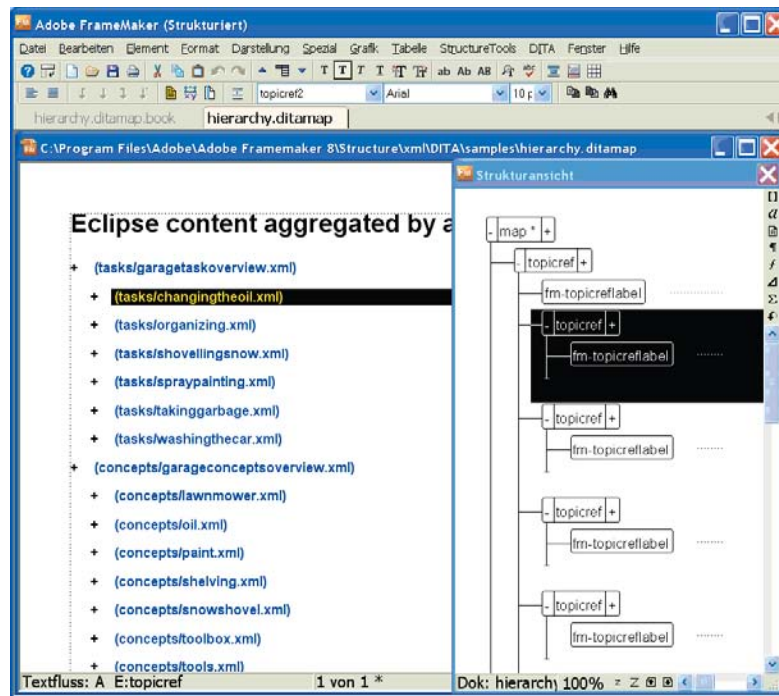 Adobe FrameMaker (Strukturiert)
Datei Bearbeiten Element Format Darstellung Spezial Grafik Tabelle StructureTools DITA Fenster Hilfe
topicref2 Arial 10 p
hierarchy.ditamap.book hierarchy.ditamap
C:\Program Files\Adobe\Adobe Framemaker 8\Structure\xml\DITA\samples\hierarchy.ditamap
Eclipse content aggregated by a
+ (tasks/garagetaskoverview.xml)
+ (tasks/changingtheoil.xml)
+ (tasks/organizing.xml)
+ (tasks/shovellingsnow.xml)
+ (tasks/spraypainting.xml)
+ (tasks/takinggarbage.xml)
+ (tasks/washingthecar.xml)
+ (concepts/garageconceptsoverview.xml)
+ (concepts/lawnmower.xml)
+ (concepts/oil.xml)
+ (concepts/paint.xml)
+ (concepts/shelving.xml)
+ (concepts/snowshovel.xml)
+ (concepts/toolbox.xml)
+ (concepts/tools.xml)
Textfluss: A E:topicref 1 von 1 *
Strukturansicht
- map * +
- topicref +
fm-topicreflabel
- topicref +
fm-topicreflabel
- topicref +
fm-topicreflabel
- topicref +
fm-topicreflabel
- topicref +
fm-topicreflabel
Dok: hierarchy 100%